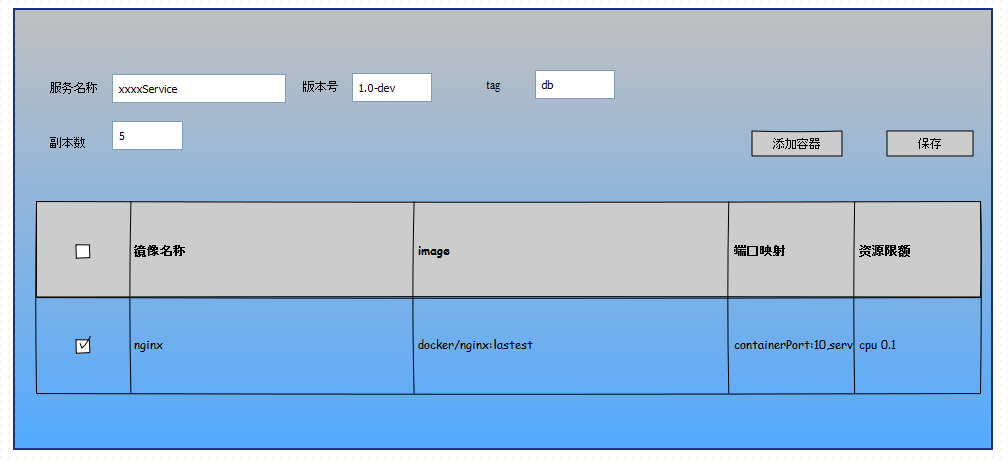 服务名称 xxxxService 版本号 1.0-dev tag db
副本数 5
添加容器 保存
镜像名称 image 端口映射 资源限额
nginx docker/nginx:lastest containerPort:10,serv cpu 0.1